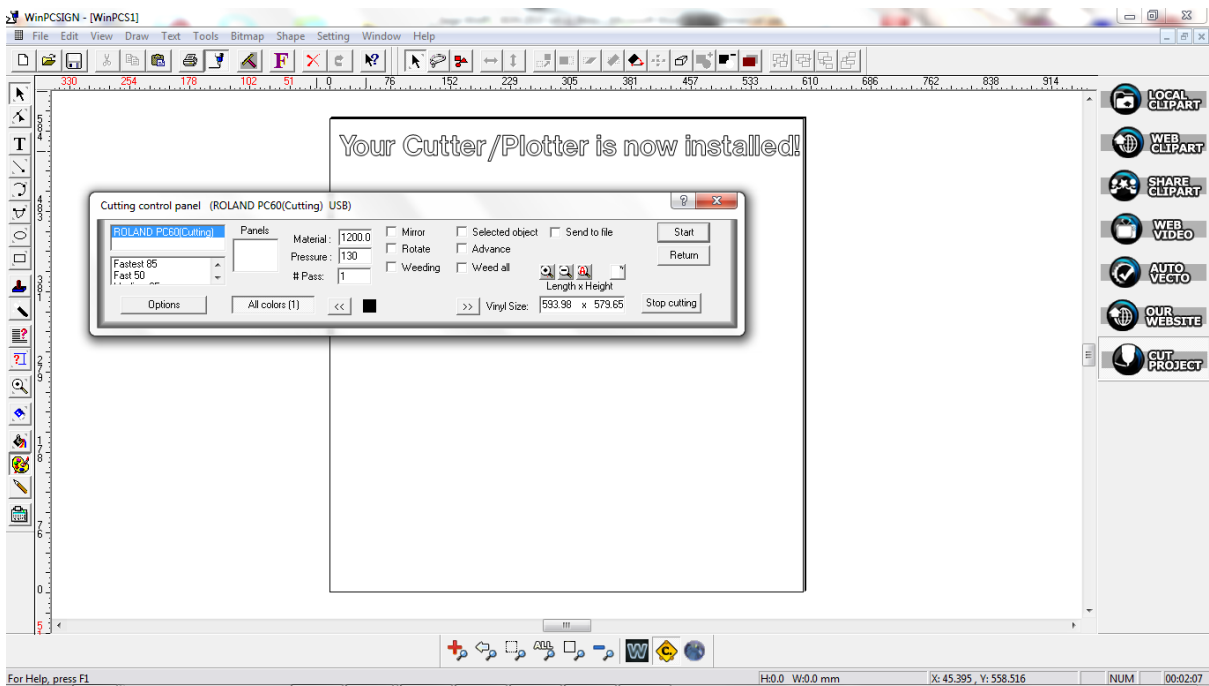 WinPCSIGN - [WinPCS1]
File Edit View Draw Text Tools Bitmap Shape Setting Window Help
330 254 178 102 51 0 76 152 229 305 381 457 533 610 686 762 838 914
LOCAL CLIPART
WEB CLIPART
SHARE CLIPART
WEB VIDEO
AUTO VECTO
OUR WEBSITE
CUT PROJECT
Your Cutter/Plotter is now installed!
Cutting control panel (ROLAND PC60(Cutting) USB)
ROLAND PC60(Cutting)
Fastest 85
Fast 50
Options
Panels
All colors (1)
Material: 1200.0
Pressure: 130
# Pass: 1
<<
Mirror
Rotate
Weeding
Selected object
Advance
Weed all
Send to file
Length x Height
>> Vinyl Size: 593.98 x 579.65
Start
Return
Stop cutting
ALL
W
C.
For Help, press F1
H:0.0 W:0.0 mm
X: 45.395 , Y: 558.516
NUM
00:02:07